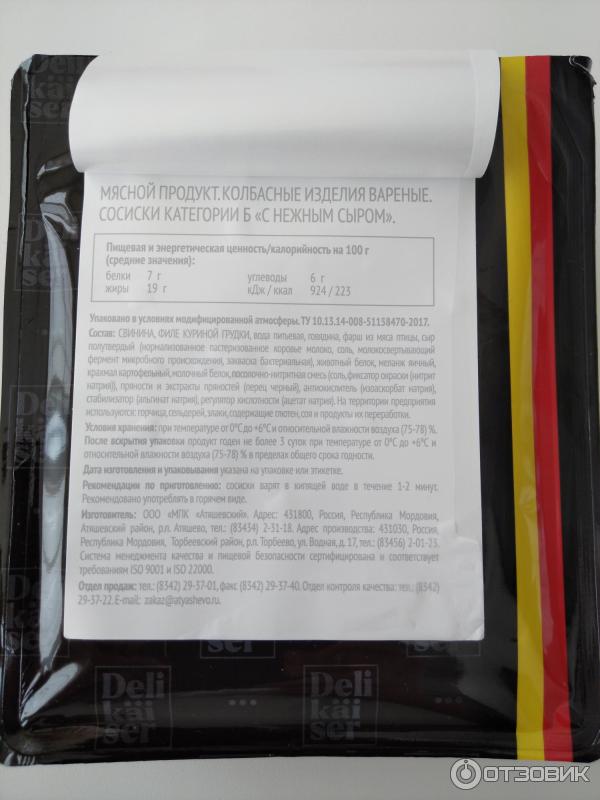 Deli
käi
ser
МЯСНОЙ ПРОДУКТ. КОЛБАСНЫЕ ИЗДЕЛИЯ ВАРЕНЫЕ.
СОСИСКИ КАТЕГОРИИ Б «С НЕЖНЫМ СЫРОМ».
Пищевая и энергетическая ценность/калорийность на 100 г
(средние значения):
белки 7 г углеводы 6 г
жиры 19 г кДж / ккал 924 / 223
Упаковано в условиях модифицированной атмосферы. ТУ 10.13.14-008-51158470-2017.
Состав: СВИНИНА, ФИЛЕ КУРИНОЙ ГРУДКИ, вода питьевая, говядина, фарш из мяса птицы, сыр
полутвердый (нормализованное пастеризованное коровье молоко, соль, молокосвертывающий
фермент микробного происхождения, закваска бактериальная), животный белок, меланж яичный,
крахмал картофельный, молочный белок, посолочно-нитритная смесь (соль, фиксатор окраски (нитрит
натрия)), пряности и экстракты пряностей (перец черный), антиокислитель (изоаскорбат натрия),
стабилизатор (альгинат натрия), регулятор кислотности (ацетат натрия). На территории предприятия
используются: горчица, сельдерей, злаки, содержащие глютен, соя и продукты их переработки.
Условия хранения: при температуре от 0°С до +6°С и относительной влажности воздуха (75-78) %.
После вскрытия упаковки продукт годен не более 3 суток при температуре от 0°С до +6°С и
относительной влажности воздуха (75-78) % в пределах общего срока годности.
Дата изготовления и упаковывания указана на упаковке или этикетке.
Рекомендации по приготовлению: сосиски варят в кипящей воде в течение 1-2 минут.
Рекомендовано употреблять в горячем виде.
Изготовитель: ООО «МПК «Атяшевский». Адрес: 431800, Россия, Республика Мордовия,
Атяшевский район, р.п. Атяшево, тел.: (83434) 2-31-18. Адрес производства: 431030, Россия,
Республика Мордовия, Торбеевский район, р.п. Торбеево, ул. Водная, д. 17, тел.: (83456) 2-01-23.
Система менеджмента качества и пищевой безопасности сертифицирована и соответствует
требованиям ISO 9001 и ISO 22000.
Отдел продаж: тел.: (8342) 29-37-01, факс (8342) 29-37-40. Отдел контроля качества: тел.: (8342)
29-37-22. E-mail: zakaz@atyashevo.ru
Deli
käi
ser
Deli
käi
ser
Deli
käi
ser
ОТЗОВИК